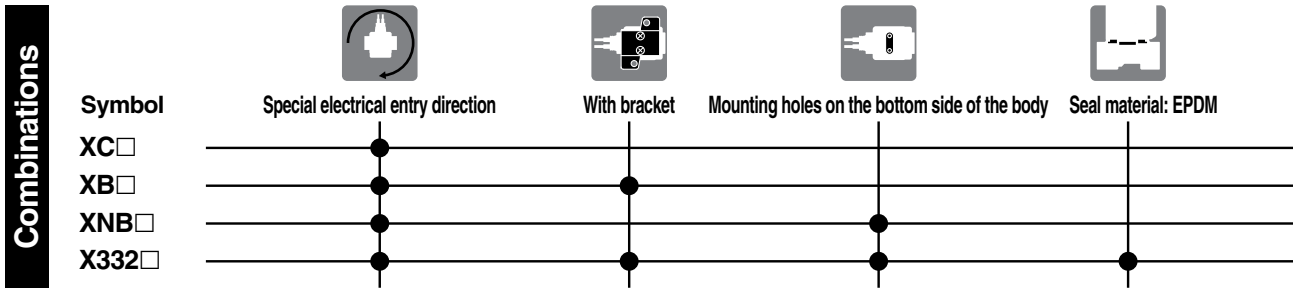 Combinations
Symbol Special electrical entry direction With bracket Mounting holes on the bottom side of the body Seal material: EPDM
XC□
XB□
XNB□
X332□